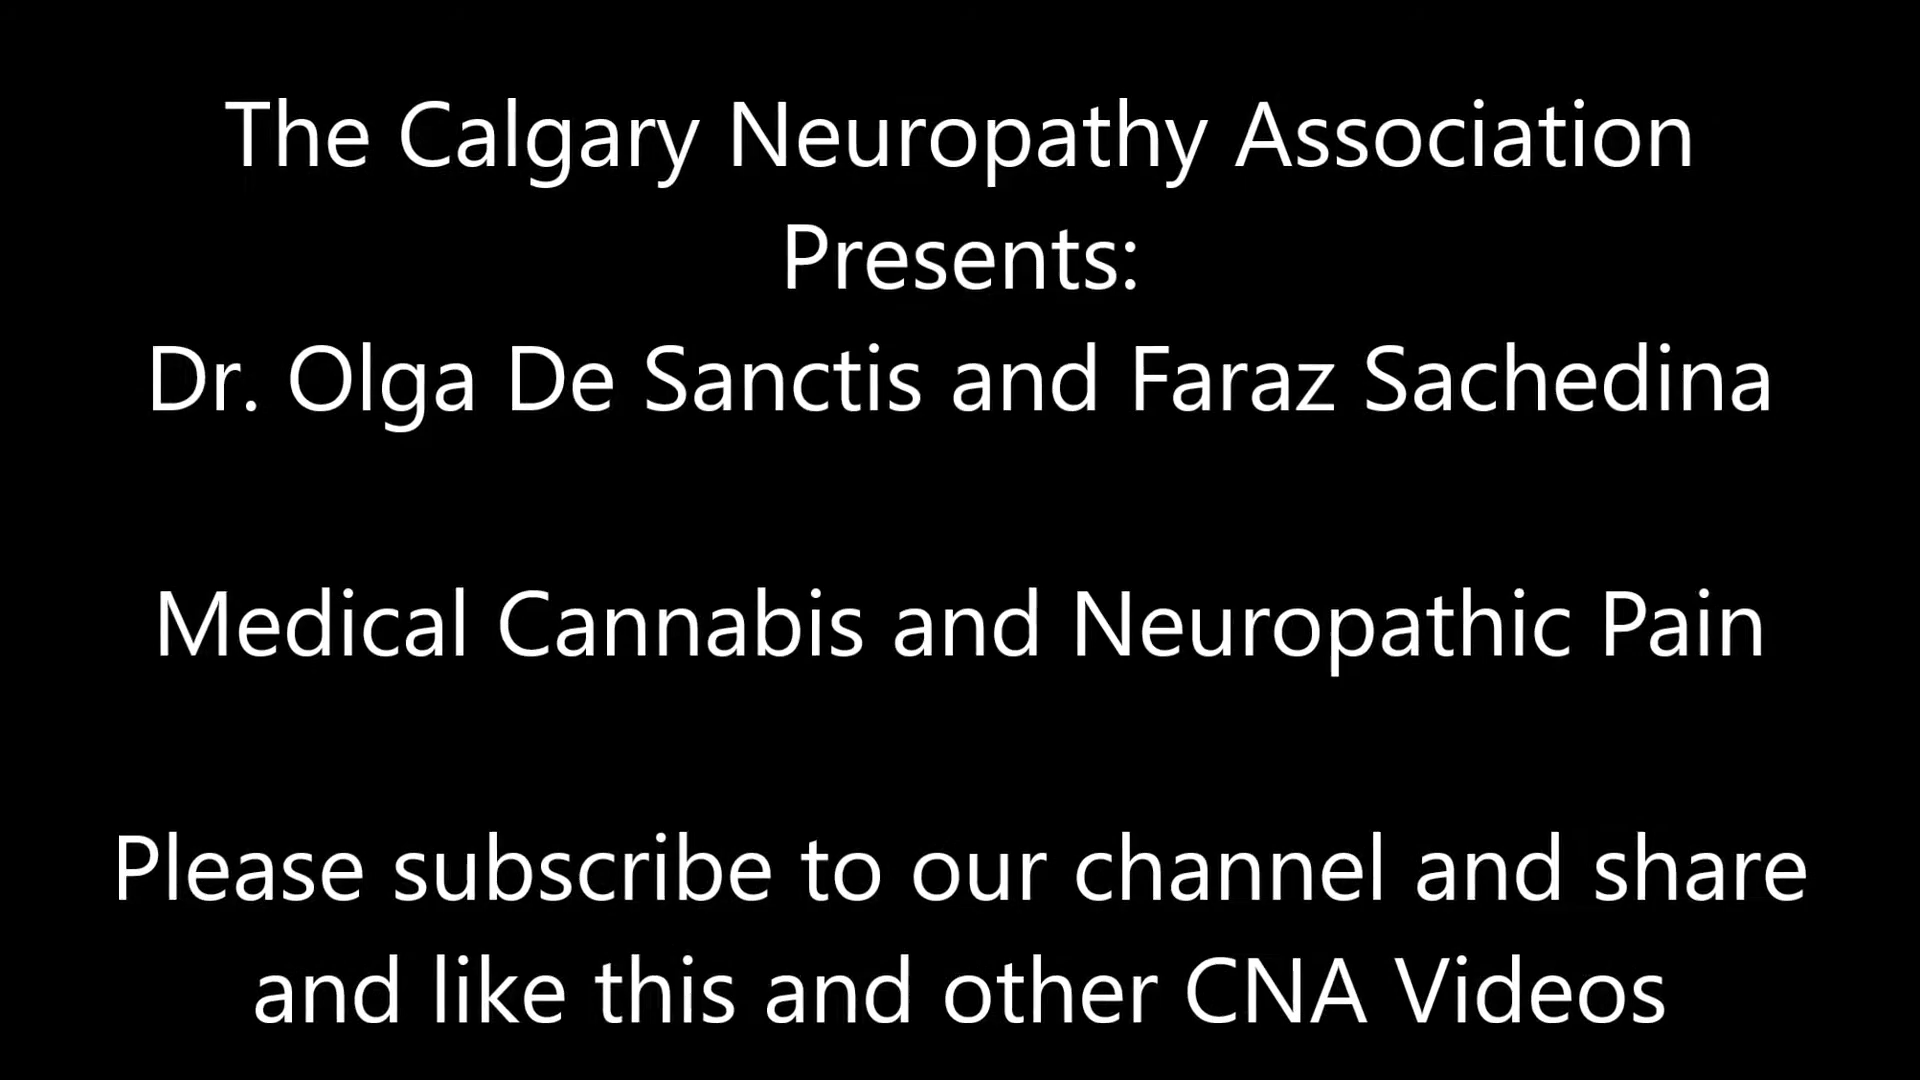 The Calgary Neuropathy Association
Presents:
Dr. Olga De Sanctis and Faraz Sachedina
Medical Cannabis and Neuropathic Pain
Please subscribe to our channel and share
and like this and other CNA Videos